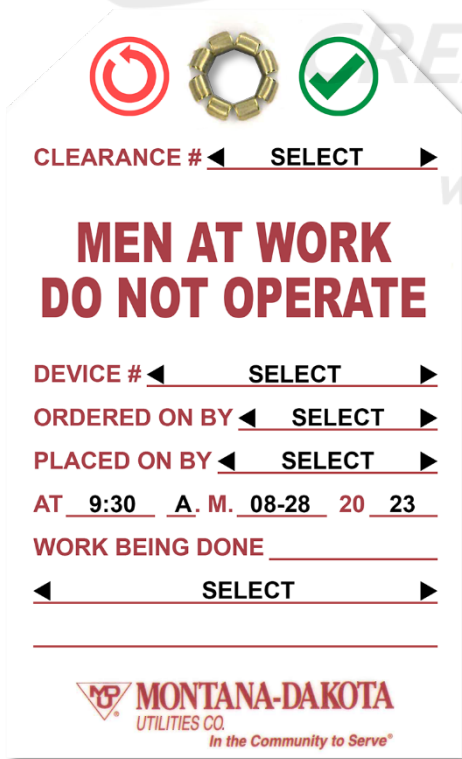 CRE
W
CLEARANCE # SELECT
MEN AT WORK
DO NOT OPERATE
DEVICE # SELECT
ORDERED ON BY SELECT
PLACED ON BY SELECT
AT 9:30 A. M. 08-28 20 23
WORK BEING DONE
SELECT
MDU
MONTANA-DAKOTA
UTILITIES CO.
In the Community to Serve®